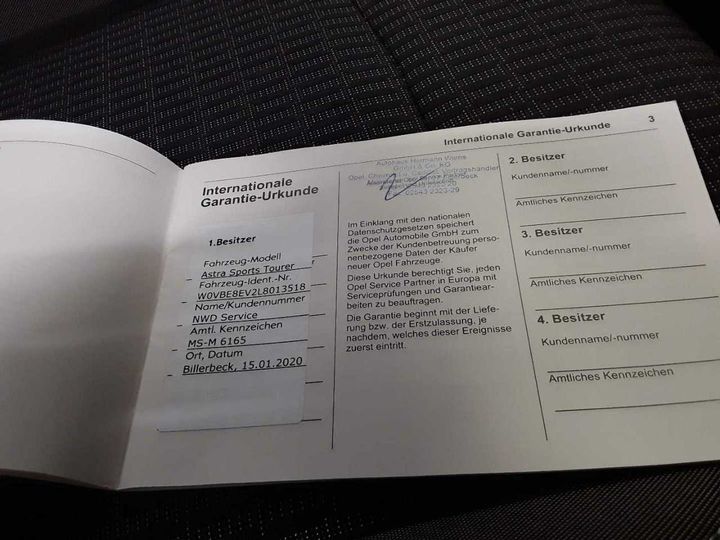 Internationale Garantie-Urkunde 3
Internationale
Garantie-Urkunde
1.Besitzer
Fahrzeug-Modell
Astra Sports Tourer
Fahrzeug-Ident.-Nr.
W0VBE8EV2L8013518
Name/Kundennummer
NWD Service
Amtl. Kennzeichen
MS-M 6165
Ort, Datum
Billerbeck, 15.01.2020
Autohaus Hermann
GmbH & Co. KG
Im Einklang mit den nationalen
Datenschutzgesetzen speichert
die Opel Automobile GmbH zum
Zwecke der Kundenbetreuung perso-
nenbezogene Daten der Käufer
neuer Opel Fahrzeuge.
Diese Urkunde berechtigt Sie, jeden
Opel Service Partner in Europa mit
Serviceprüfungen und Garantiear-
beiten zu beauftragen.
Die Garantie beginnt mit der Liefe-
rung bzw. der Erstzulassung, je
nachdem, welches dieser Ereignisse
zuerst eintritt.
2. Besitzer
Kundenname/-nummer
Amtliches Kennzeichen
3. Besitzer
Kundenname/-nummer
Amtliches Kennzeichen
4. Besitzer
Kundenname/-nummer
Amtliches Kennzeichen